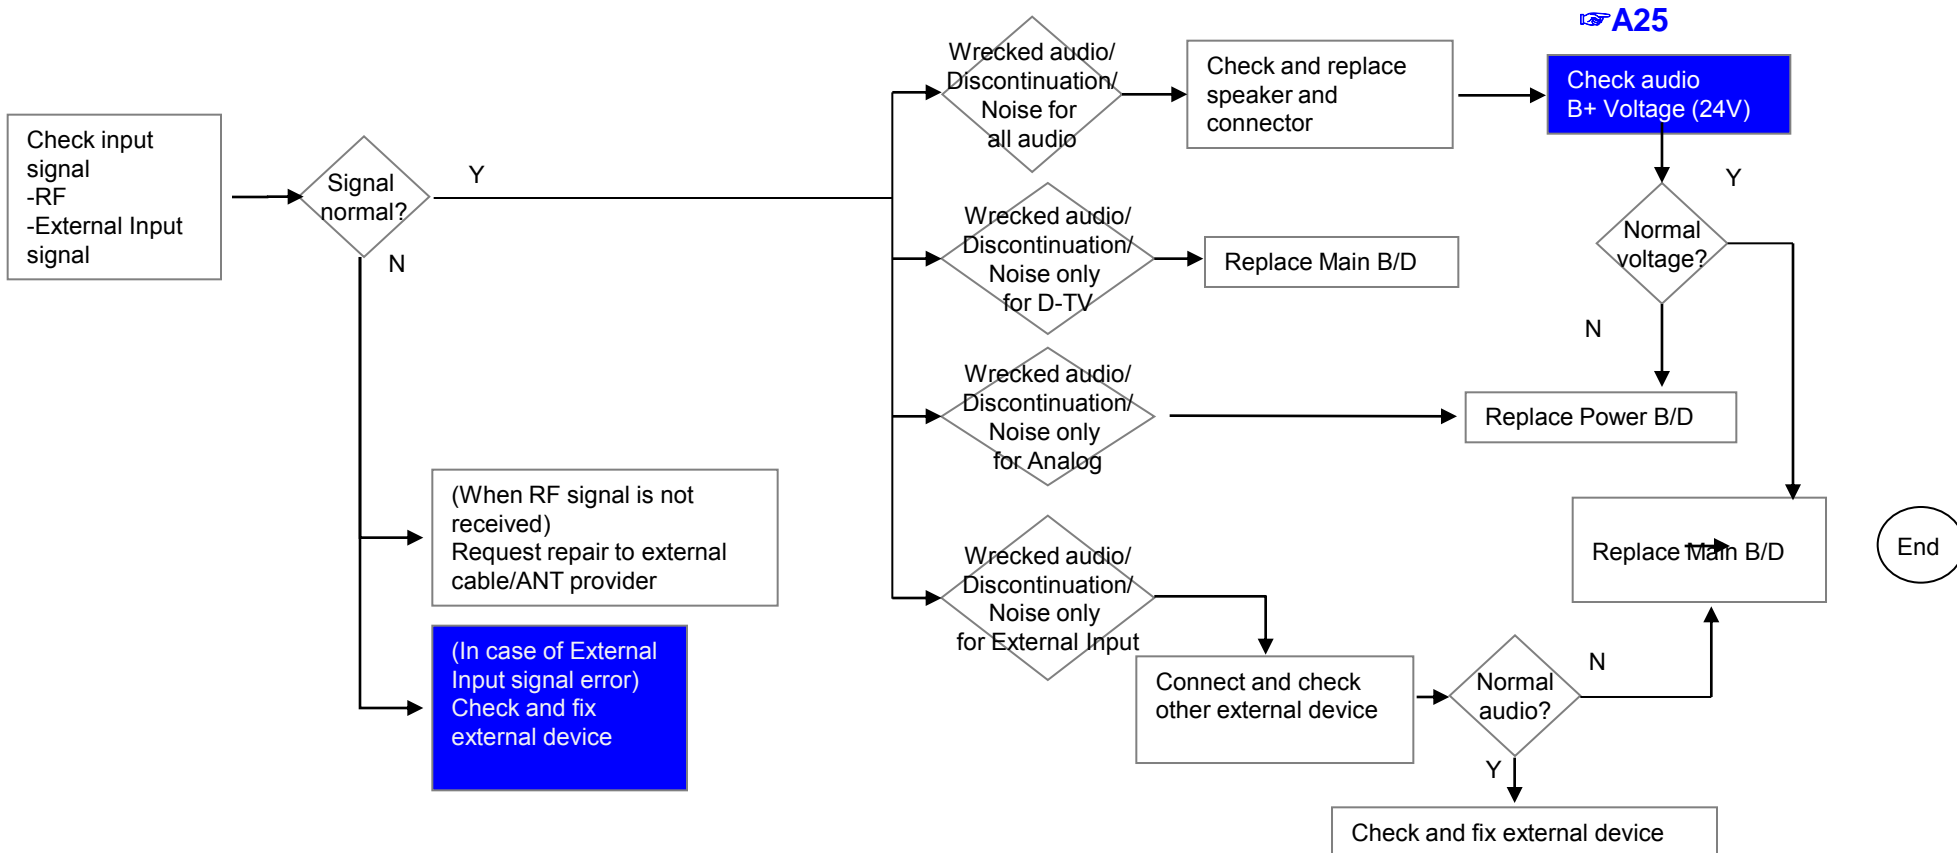 ☞A25
Check input
signal
-RF
-External Input
signal
Signal
normal?
Y
N
(When RF signal is not
received)
Request repair to external
cable/ANT provider
(In case of External
Input signal error)
Check and fix
external device
Wrecked audio/
Discontinuation/
Noise for
all audio
Check and replace
speaker and
connector
Check audio
B+ Voltage (24V)
Normal
voltage?
Y
N
Wrecked audio/
Discontinuation/
Noise only
for D-TV
Replace Main B/D
Wrecked audio/
Discontinuation/
Noise only
for Analog
Replace Power B/D
Wrecked audio/
Discontinuation/
Noise only
for External Input
Connect and check
other external device
Normal
audio?
N
Y
Replace Main B/D
End
Check and fix external device